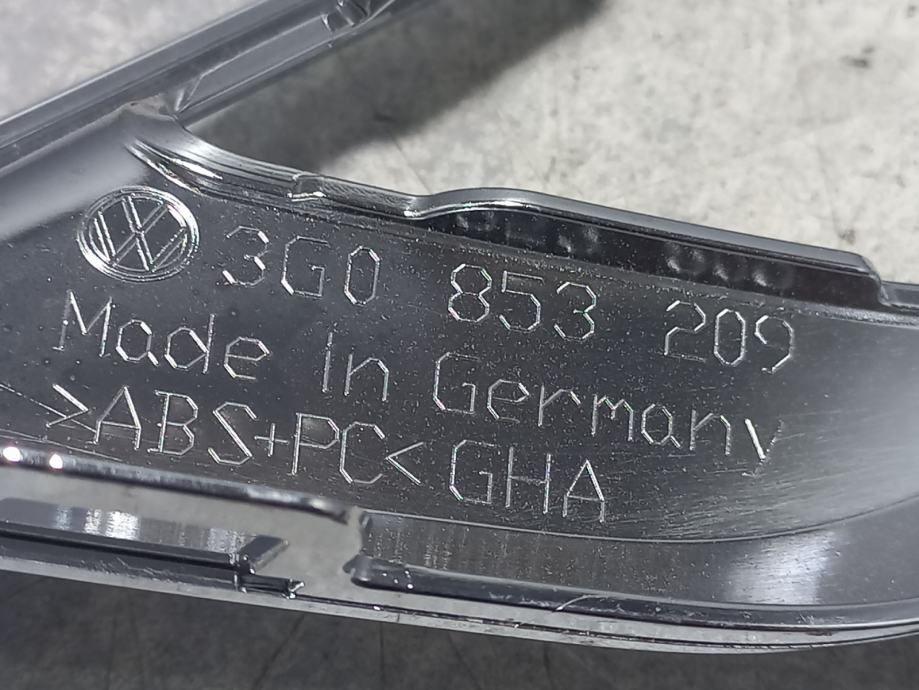 3G0 853 209
Made in Germany
>ABS+PC< GHA